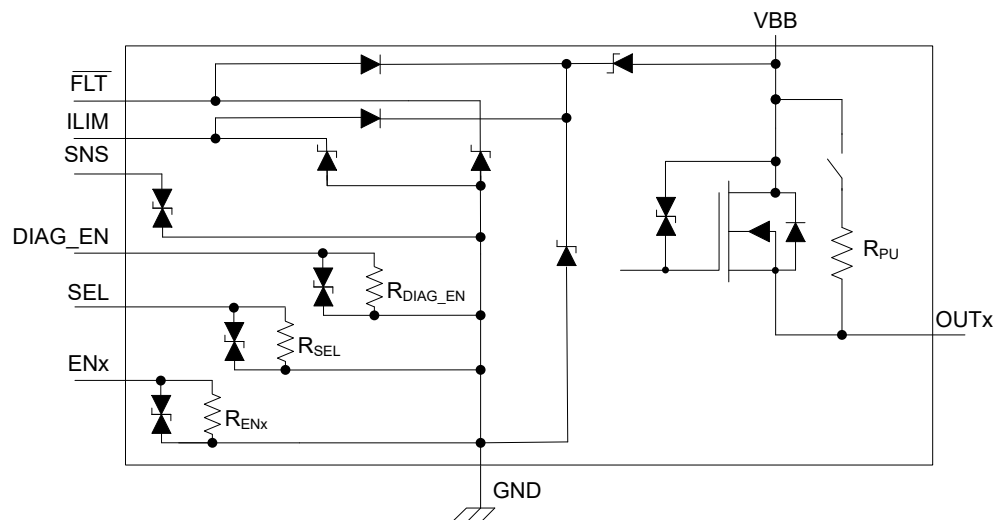 VBB
FLT
ILIM
SNS
DIAG_EN
RDIAG_EN
RPU
SEL
RSEL
OUTx
ENx
RENx
GND